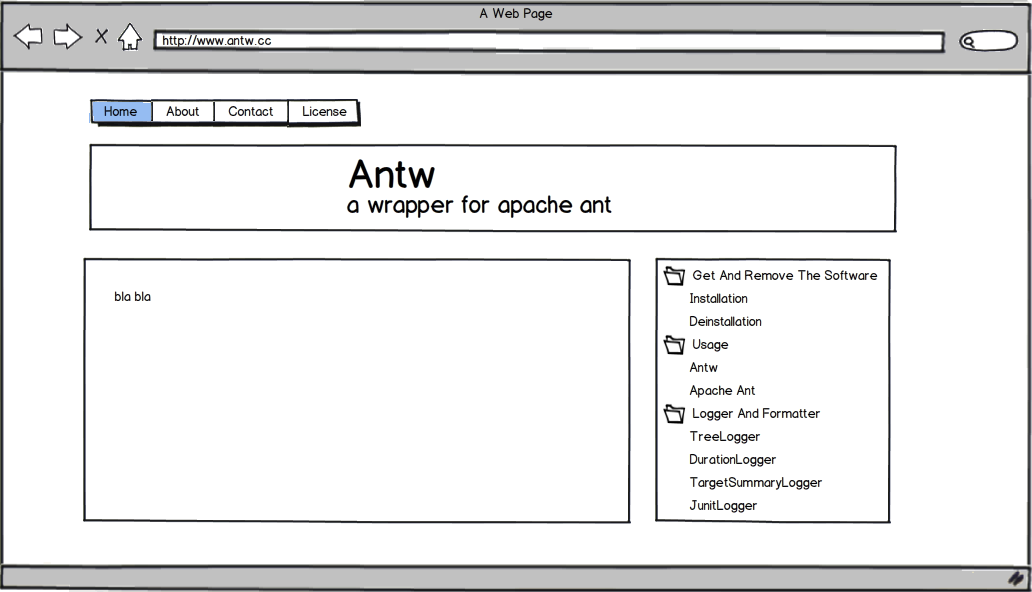 A Web Page
http://www.antw.cc
Home About Contact License
Antw
a wrapper for apache ant
bla bla
Get And Remove The Software
Installation
Deinstallation
Usage
Antw
Apache Ant
Logger And Formatter
TreeLogger
DurationLogger
TargetSummaryLogger
JunitLogger